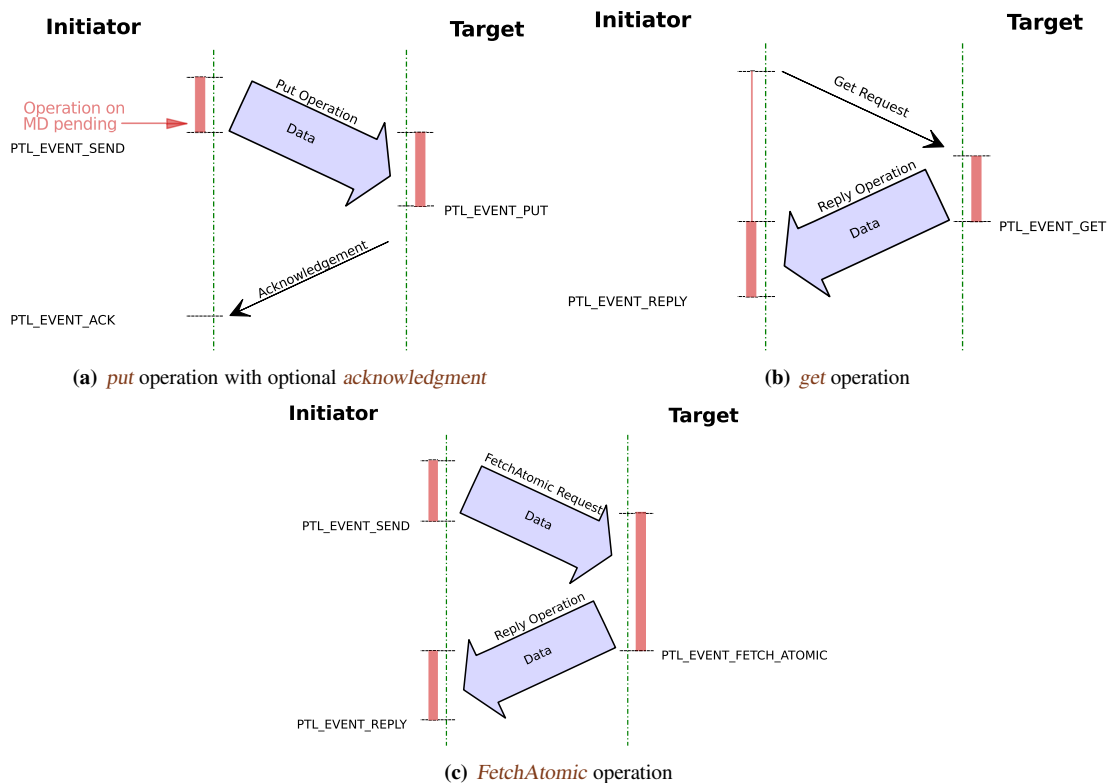 Initiator
Target
Put Operation
Data
Operation on
MD pending
PTL_EVENT_SEND
PTL_EVENT_PUT
Acknowledgement
PTL_EVENT_ACK
(a) put operation with optional acknowledgment
Initiator
Target
Get Request
Reply Operation
Data
PTL_EVENT_GET
PTL_EVENT_REPLY
(b) get operation
Initiator
Target
FetchAtomic Request
Data
PTL_EVENT_SEND
Reply Operation
Data
PTL_EVENT_FETCH_ATOMIC
PTL_EVENT_REPLY
(c) FetchAtomic operation